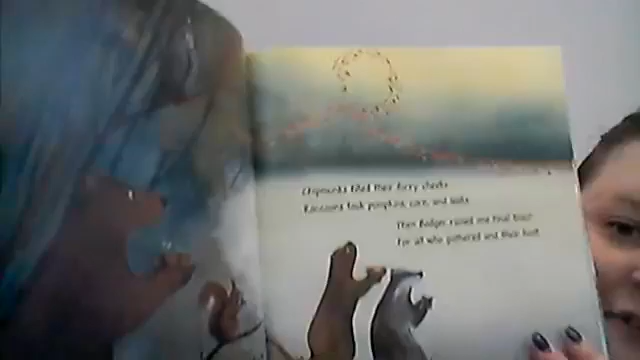 Chipmunks filled their furry cheeks
Raccoons took pumpkins, corn, and
Then Badger raised one final toast
For all who gathered and their host